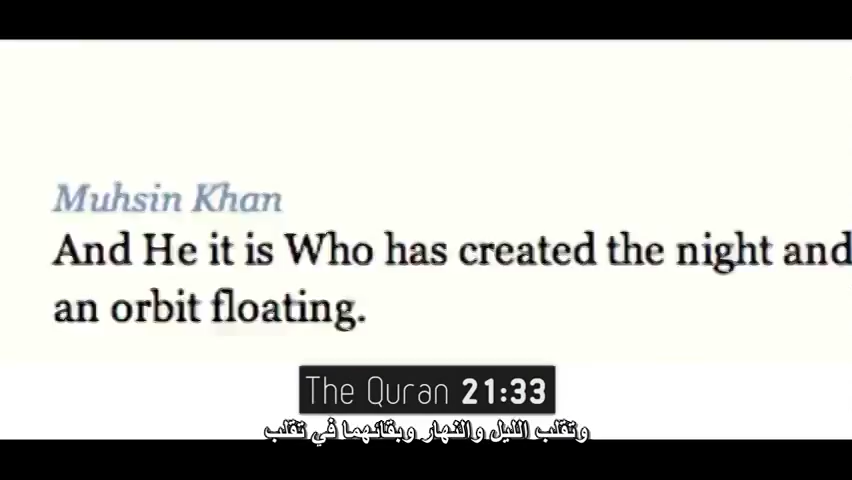 Muhsin Khan
And He it is Who has created the night and
an orbit floating.
The Quran 21:33
وتقلب الليل والنهار وبقائهما في تقلب